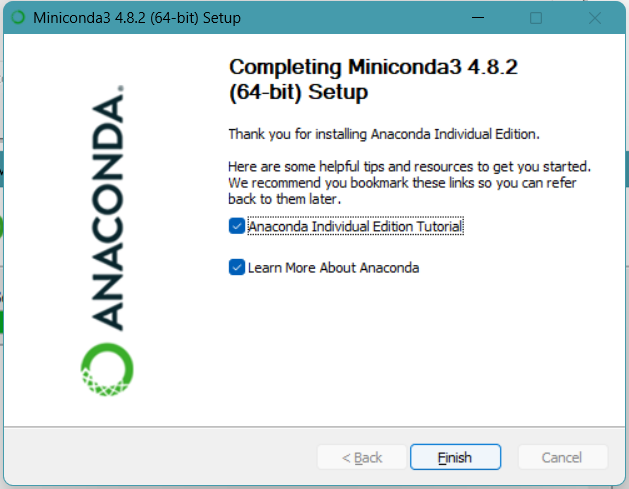 Miniconda3 4.8.2 (64-bit) Setup
Completing Miniconda3 4.8.2
(64-bit) Setup
ANACONDA.
Thank you for installing Anaconda Individual Edition.
Here are some helpful tips and resources to get you started.
We recommend you bookmark these links so you can refer
back to them later.
Anaconda Individual Edition Tutorial
Learn More About Anaconda
< Back
Finish
Cancel